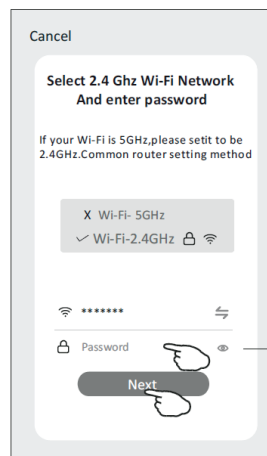 Cancel
Select 2.4 Ghz Wi-Fi Network
And enter password
If your Wi-Fi is 5GHz,please setit to be
2.4GHz.Common router setting method
X Wi-Fi- 5GHz
✓ Wi-Fi-2.4GHz
*******
Password
Next